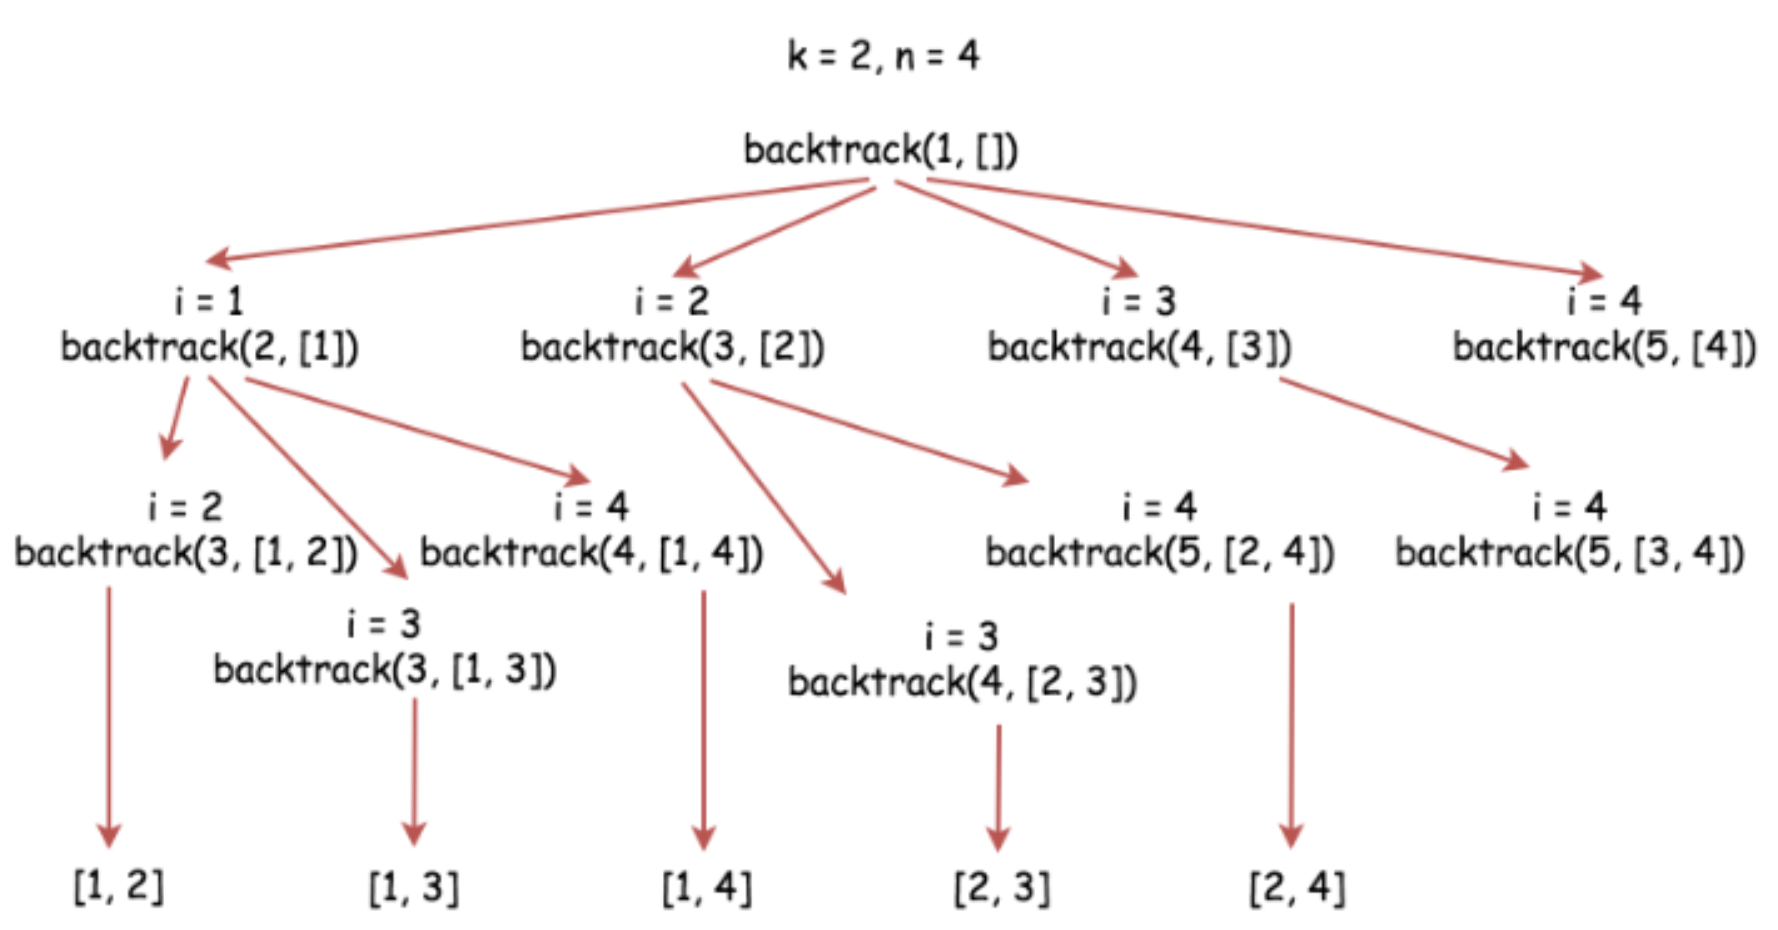 k = 2, n = 4
backtrack(1, [])
i = 1
backtrack(2, [1])
i = 2
backtrack(3, [2])
i = 3
backtrack(4, [3])
i = 4
backtrack(5, [4])
i = 2
backtrack(3, [1, 2])
i = 4
backtrack(4, [1, 4])
i = 4
backtrack(5, [2, 4])
i = 4
backtrack(5, [3, 4])
i = 3
backtrack(3, [1, 3])
i = 3
backtrack(4, [2, 3])
[1, 2]
[1, 3]
[1, 4]
[2, 3]
[2, 4]